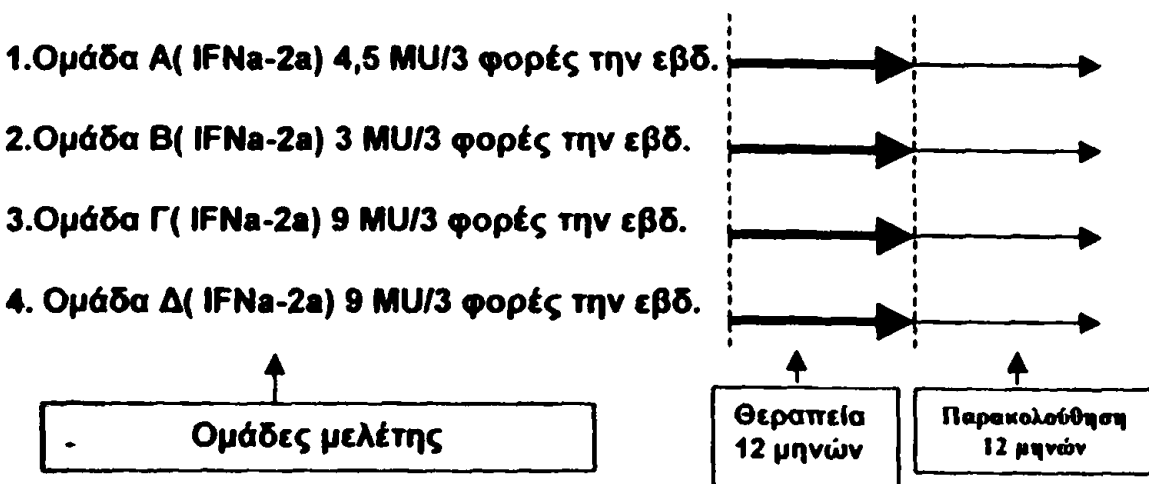 1.Ομάδα Α( IFNa-2a) 4,5 MU/3 φορές την εβδ.
2.Ομάδα Β( IFNa-2a) 3 MU/3 φορές την εβδ.
3.Ομάδα Γ( IFNa-2a) 9 MU/3 φορές την εβδ.
4. Ομάδα Δ( IFNa-2a) 9 MU/3 φορές την εβδ.
Ομάδες μελέτης
Θεραπεία
12 μηνών
Παρακολούθηση
12 μηνών